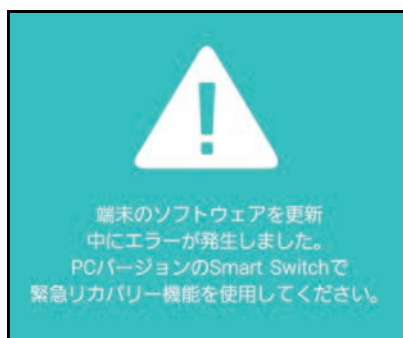 端末のソフトウェアを更新
中にエラーが発生しました。
PCバージョンのSmart Switchで
緊急リカバリー機能を使用してください。